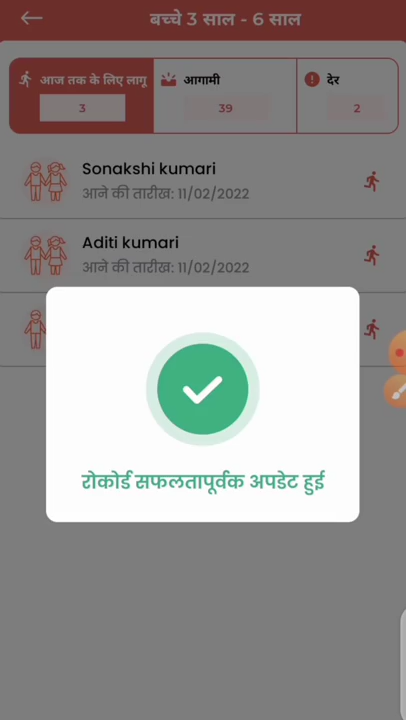 बच्चे 3 साल - 6 साल
आज तक के लिए लागू
3
आगामी
39
देर
2
Sonakshi kumari
आने की तारीख: 11/02/2022
Aditi kumari
आने की तारीख: 11/02/2022
रोकोर्ड सफलतापूर्वक अपडेट हुई